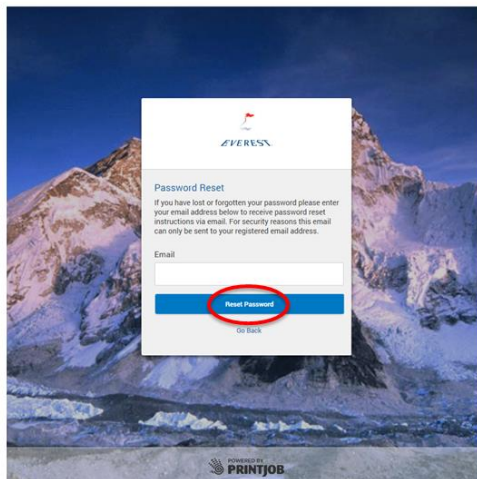 EVEREST
Password Reset
If you have lost or forgotten your password please enter
your email address below to receive password reset
instructions via email. For security reasons this email
can only be sent to your registered email address.
Email
Reset Password
Go Back
POWERED BY
PRINTJOB